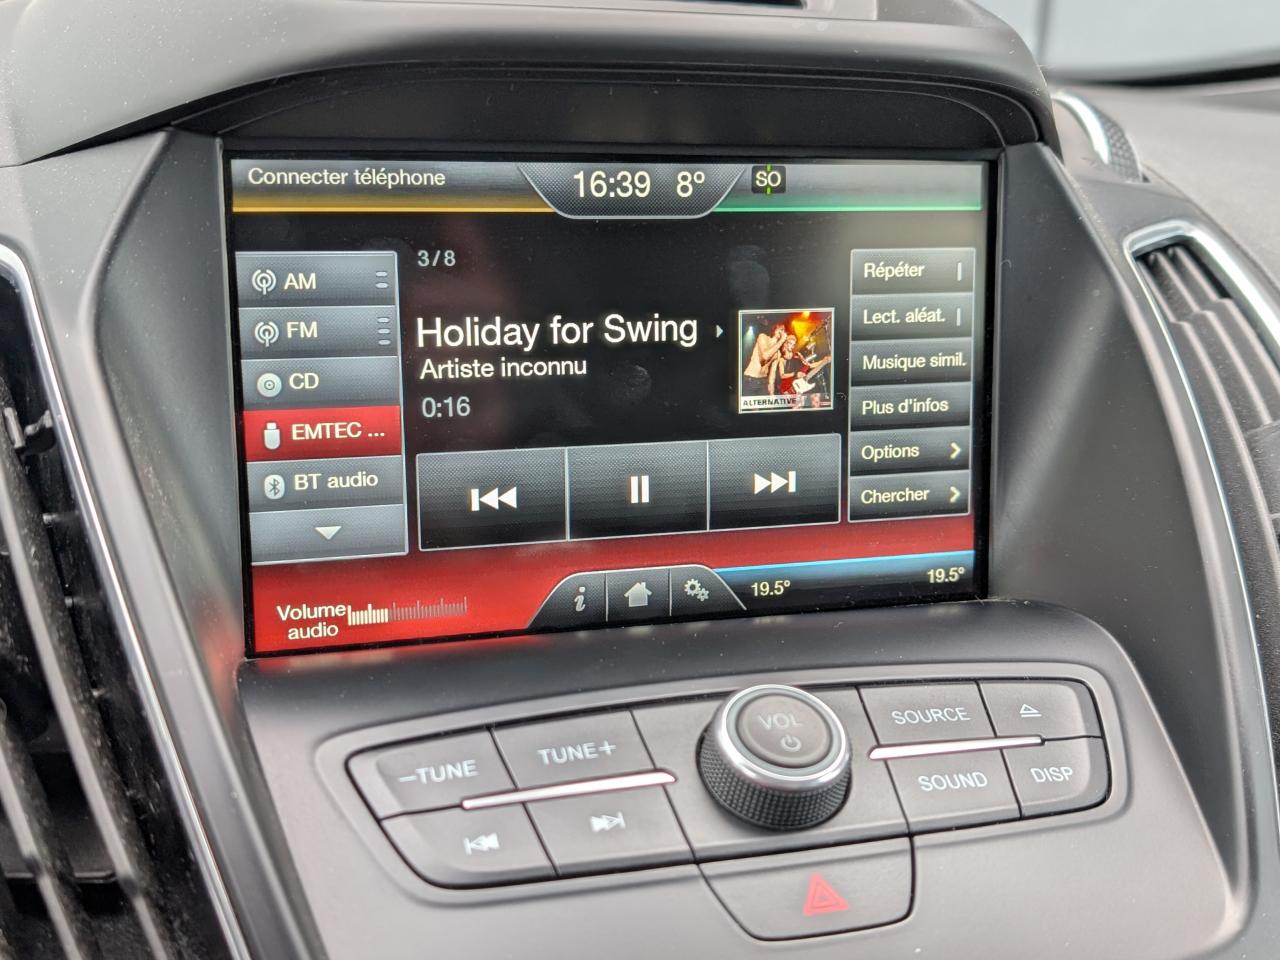 Connecter téléphone
16:39 8°
SO
3/8
AM
FM
CD
EMTEC ...
BT audio
Holiday for Swing
Artiste inconnu
0:16
ALTERNATIVE
Répéter
Lect. aléat.
Musique simil.
Plus d'infos
Options
Chercher
Volume
audio
i
19.5°
19.5°
-TUNE
TUNE+
VOL
SOURCE
SOUND
DISP